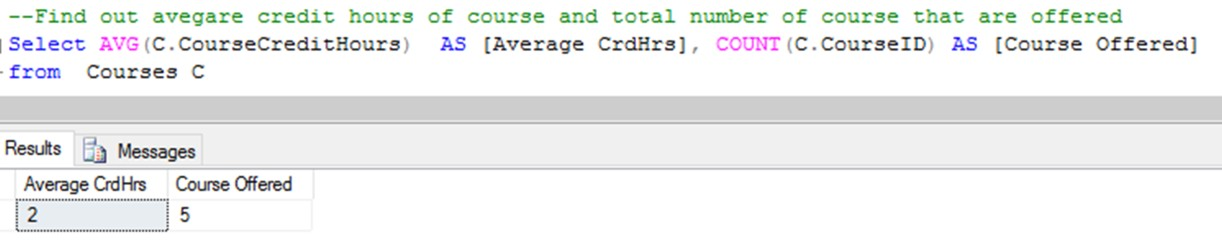 --Find out avegare credit hours of course and total number of course that are offered
Select AVG(C.CourseCreditHours)  AS [Average CrdHrs], COUNT(C.CourseID) AS [Course Offered]
from  Courses C
Results Messages
Average CrdHrs Course Offered
2 5